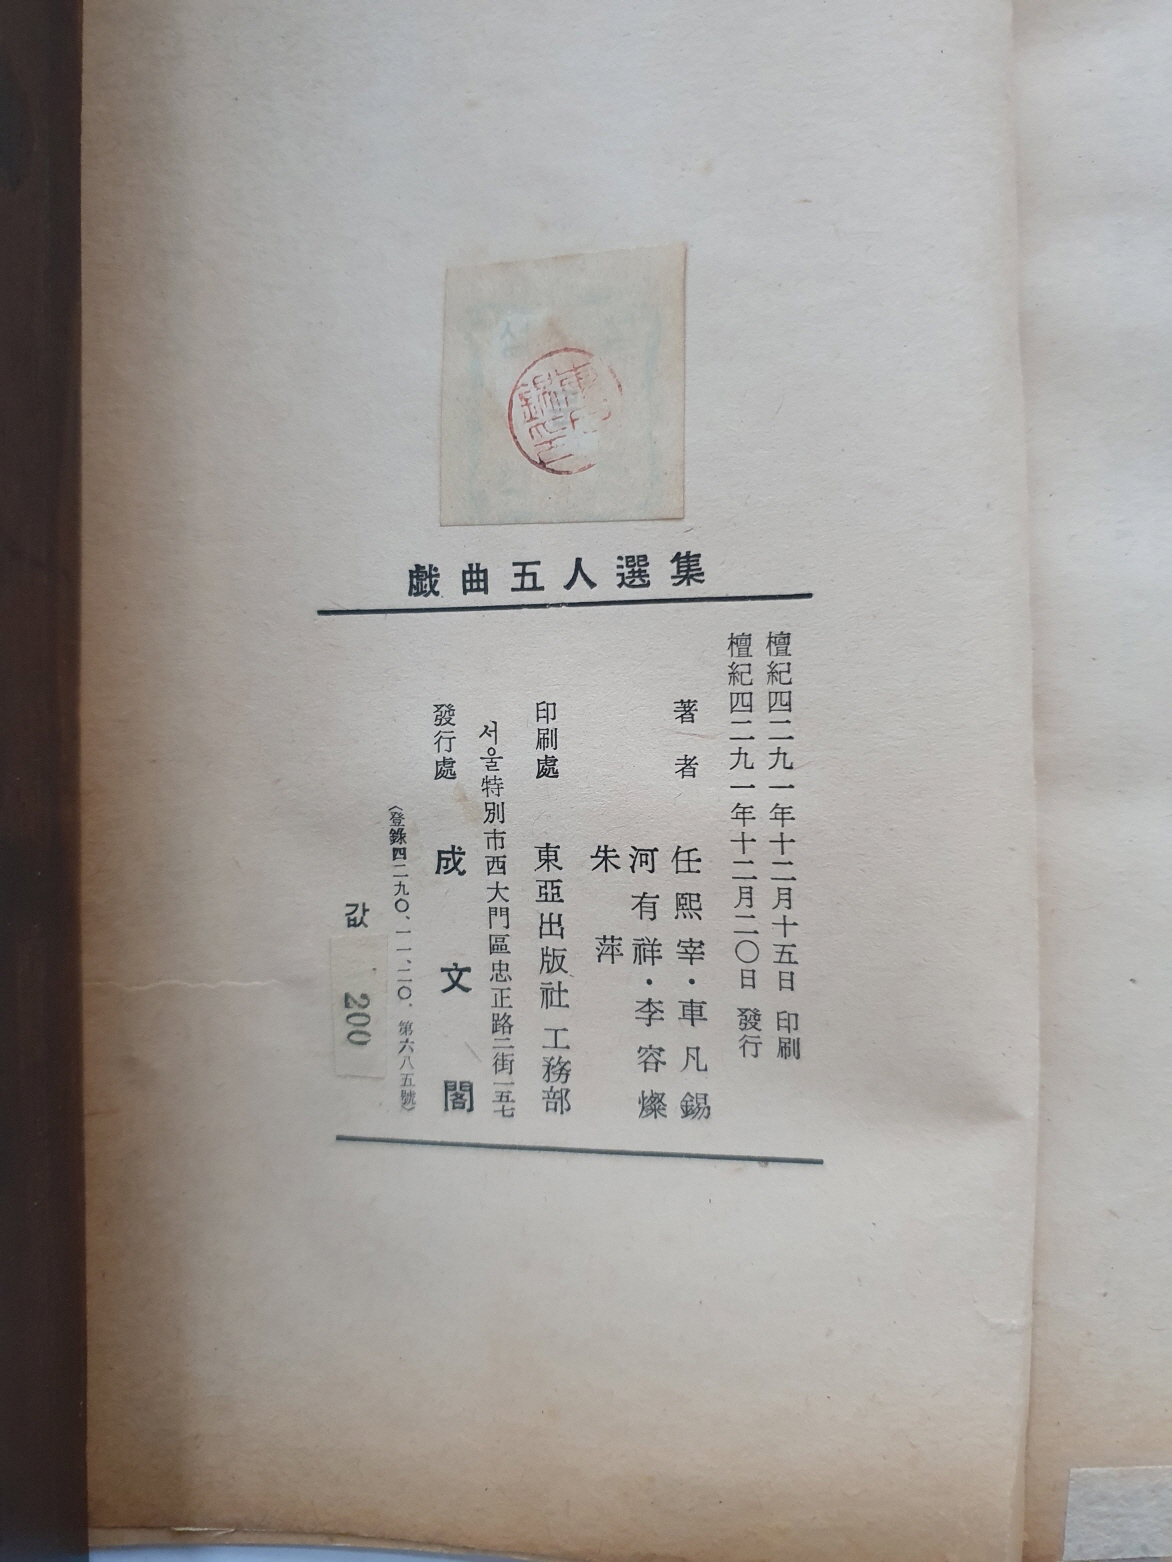 戱曲五人選集
檀紀四二九一年十二月十五日 印刷
檀紀四二九一年十二月二〇日 發行
著者 任熙宰・車凡錫
河有祥・李容燦
朱萍
印刷處 東亞出版社 工務部
서울特別市西大門區忠正路二街一五七
發行處 成文閣
〈登錄四二九〇、一一、二〇、第六八五號〉
값 200